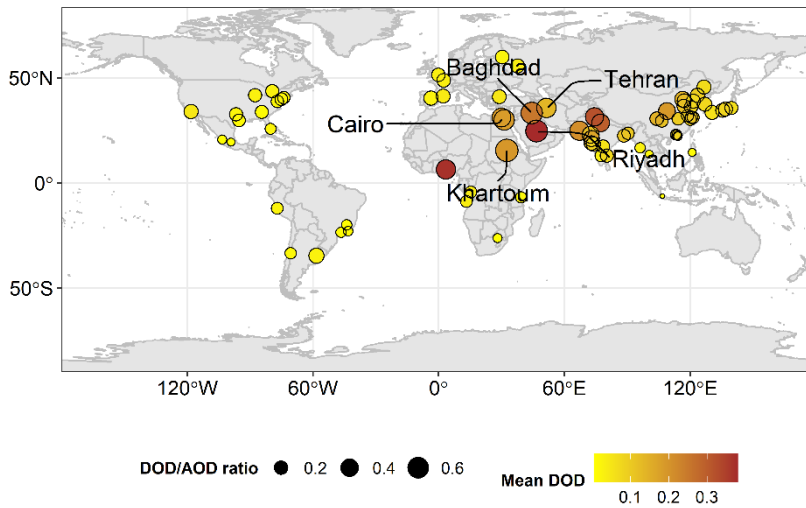 50°N
0°
50°S
Baghdad
Tehran
Cairo
Riyadh
Khartoum
120°W 60°W 0° 60°E 120°E
DOD/AOD ratio 0.2 0.4 0.6
Mean DOD
0.1 0.2 0.3